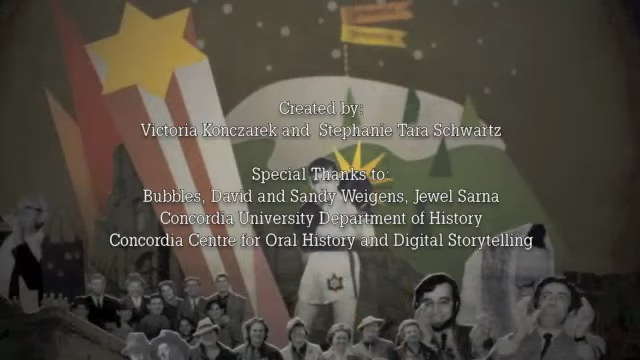 Created by:
Victoria Konczarek and Stephanie Tara Schwartz
Special Thanks to:
Bubbles, David and Sandy Weigens, Jewel Sarna
Concordia University Department of History
Concordia Centre for Oral History and Digital Storytelling